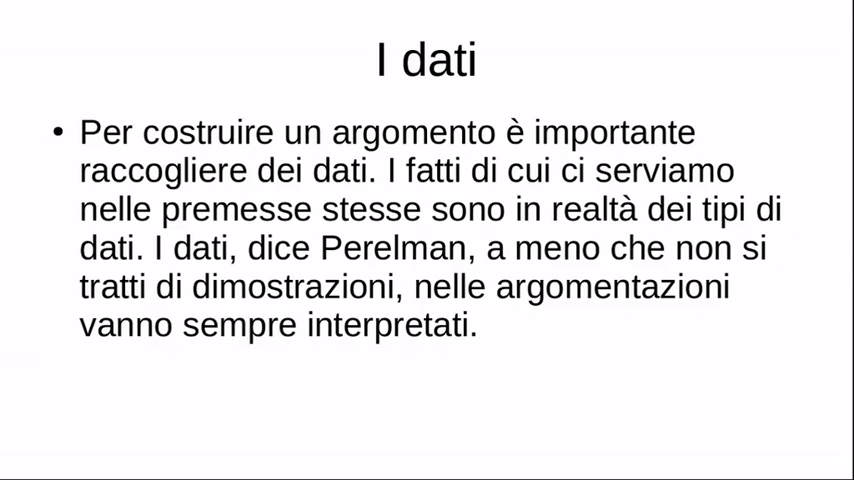 I dati
• Per costruire un argomento è importante
raccogliere dei dati. I fatti di cui ci serviamo
nelle premesse stesse sono in realtà dei tipi di
dati. I dati, dice Perelman, a meno che non si
tratti di dimostrazioni, nelle argomentazioni
vanno sempre interpretati.